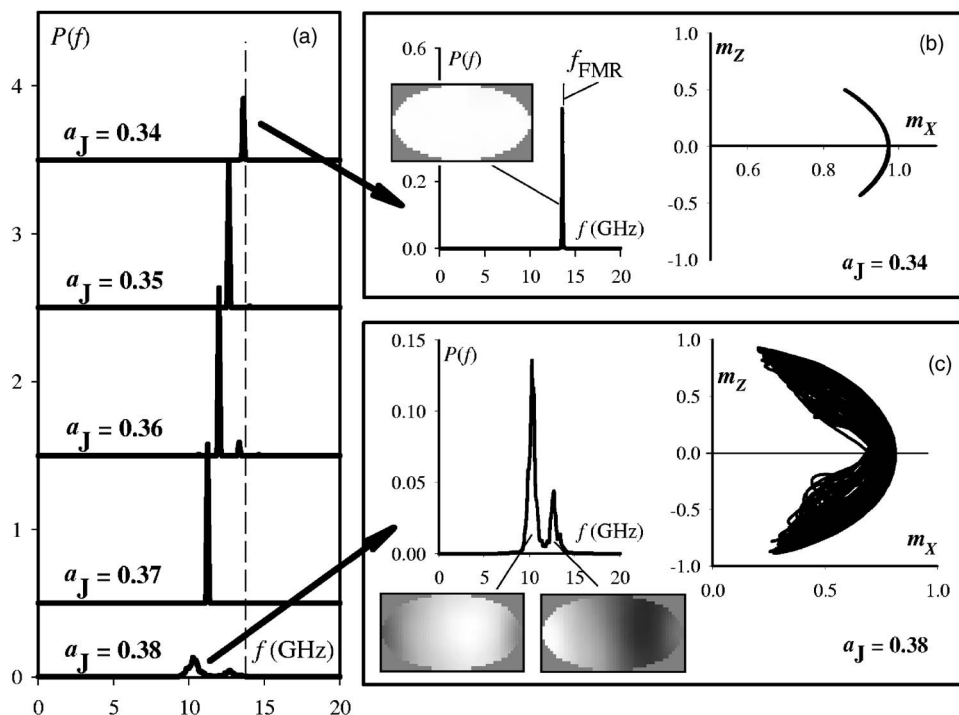 P(f)
(a)
4
a_J = 0.34
3
a_J = 0.35
2
a_J = 0.36
1
a_J = 0.37
a_J = 0.38
f (GHz)
0
0 5 10 15 20
(b)
0.6
P(f)
f_FMR
0.2
0.0
f (GHz)
0 5 10 15 20
1.0
m_Z
0.5
m_X
0.0
0.6 0.8 1.0
-0.5
-1.0
a_J = 0.34
(c)
0.15
P(f)
0.10
0.05
f (GHz)
0.00
0 5 10 15 20
1.0
m_Z
0.5
0.0
-0.5
m_X
-1.0
0.0 0.5 1.0
a_J = 0.38